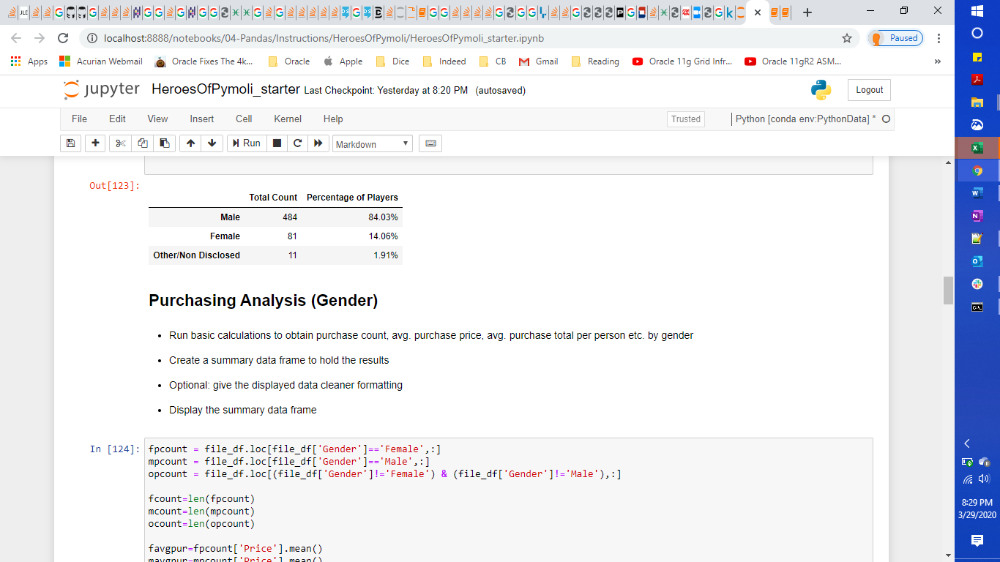 localhost:8888/notebooks/04-Pandas/Instructions/HeroesOfPymoli/HeroesOfPymoli_starter.ipynb
Paused
Apps
Acurian Webmail
Oracle Fixes The 4k...
Oracle
Apple
Dice
Indeed
CB
Gmail
Reading
Oracle 11g Grid Infr...
Oracle 11gR2 ASM...
»
jupyter HeroesOfPymoli_starter Last Checkpoint: Yesterday at 8:20 PM (autosaved)
Logout
File Edit View Insert Cell Kernel Help
Trusted
Python [conda env:PythonData] *
Run
Markdown
Out[123]:
Total Count Percentage of Players
Male 484 84.03%
Female 81 14.06%
Other/Non Disclosed 11 1.91%
Purchasing Analysis (Gender)
• Run basic calculations to obtain purchase count, avg. purchase price, avg. purchase total per person etc. by gender
• Create a summary data frame to hold the results
• Optional: give the displayed data cleaner formatting
• Display the summary data frame
In [124]:
fpcount = file_df.loc[file_df['Gender']=='Female',:]
mpcount = file_df.loc[file_df['Gender']=='Male',:]
opcount = file_df.loc[(file_df['Gender']!='Female') & (file_df['Gender']!='Male'),:]
fcount=len(fpcount)
mcount=len(mpcount)
ocount=len(opcount)
favgpur=fpcount['Price'].mean()
mavgpur=mpcount['Price'].mean()
8:29 PM
3/29/2020